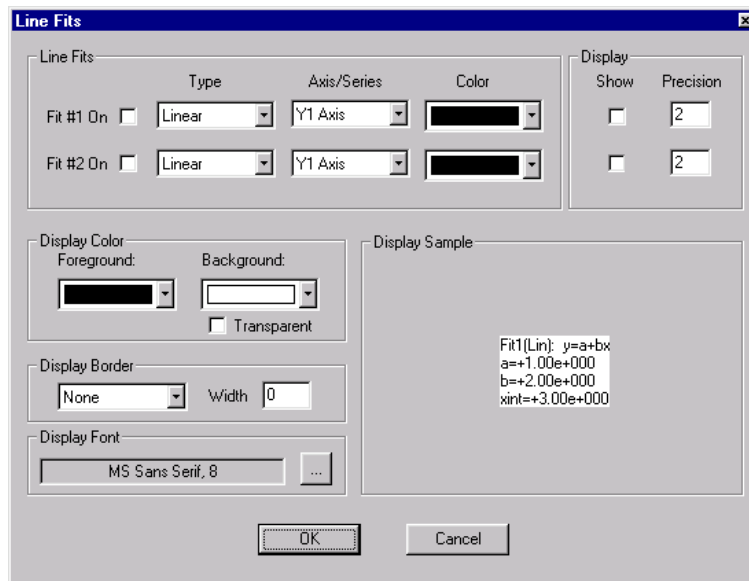 Line Fits
Line Fits
Type Axis/Series Color
Fit #1 On Linear Y1 Axis
Fit #2 On Linear Y1 Axis
Display
Show Precision
2
2
Display Color
Foreground: Background:
Transparent
Display Border
None Width 0
Display Font
MS Sans Serif, 8 ...
Display Sample
Fit1(Lin): y=a+bx
a=+1.00e+000
b=+2.00e+000
xint=+3.00e+000
OK Cancel